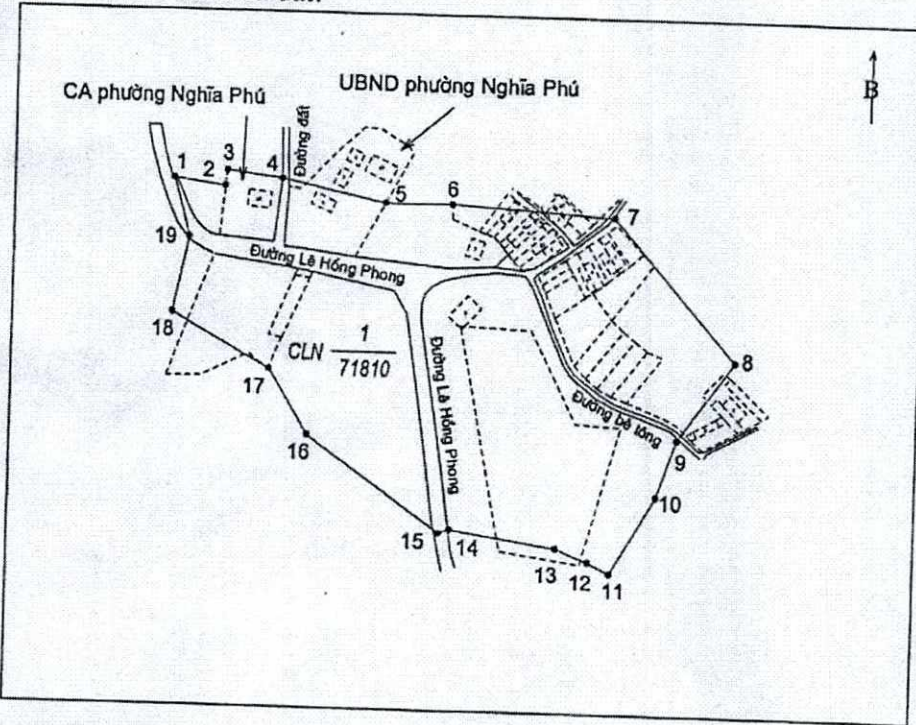 B
CA phường Nghĩa Phú
UBND phường Nghĩa Phú
Đường đất
1
2
3
4
5
6
7
19
Đường Lê Hồng Phong
18
CLN 1
71810
17
Đường Lê Hồng Phong
8
Đường bê tông
16
9
10
15
14
13
12
11